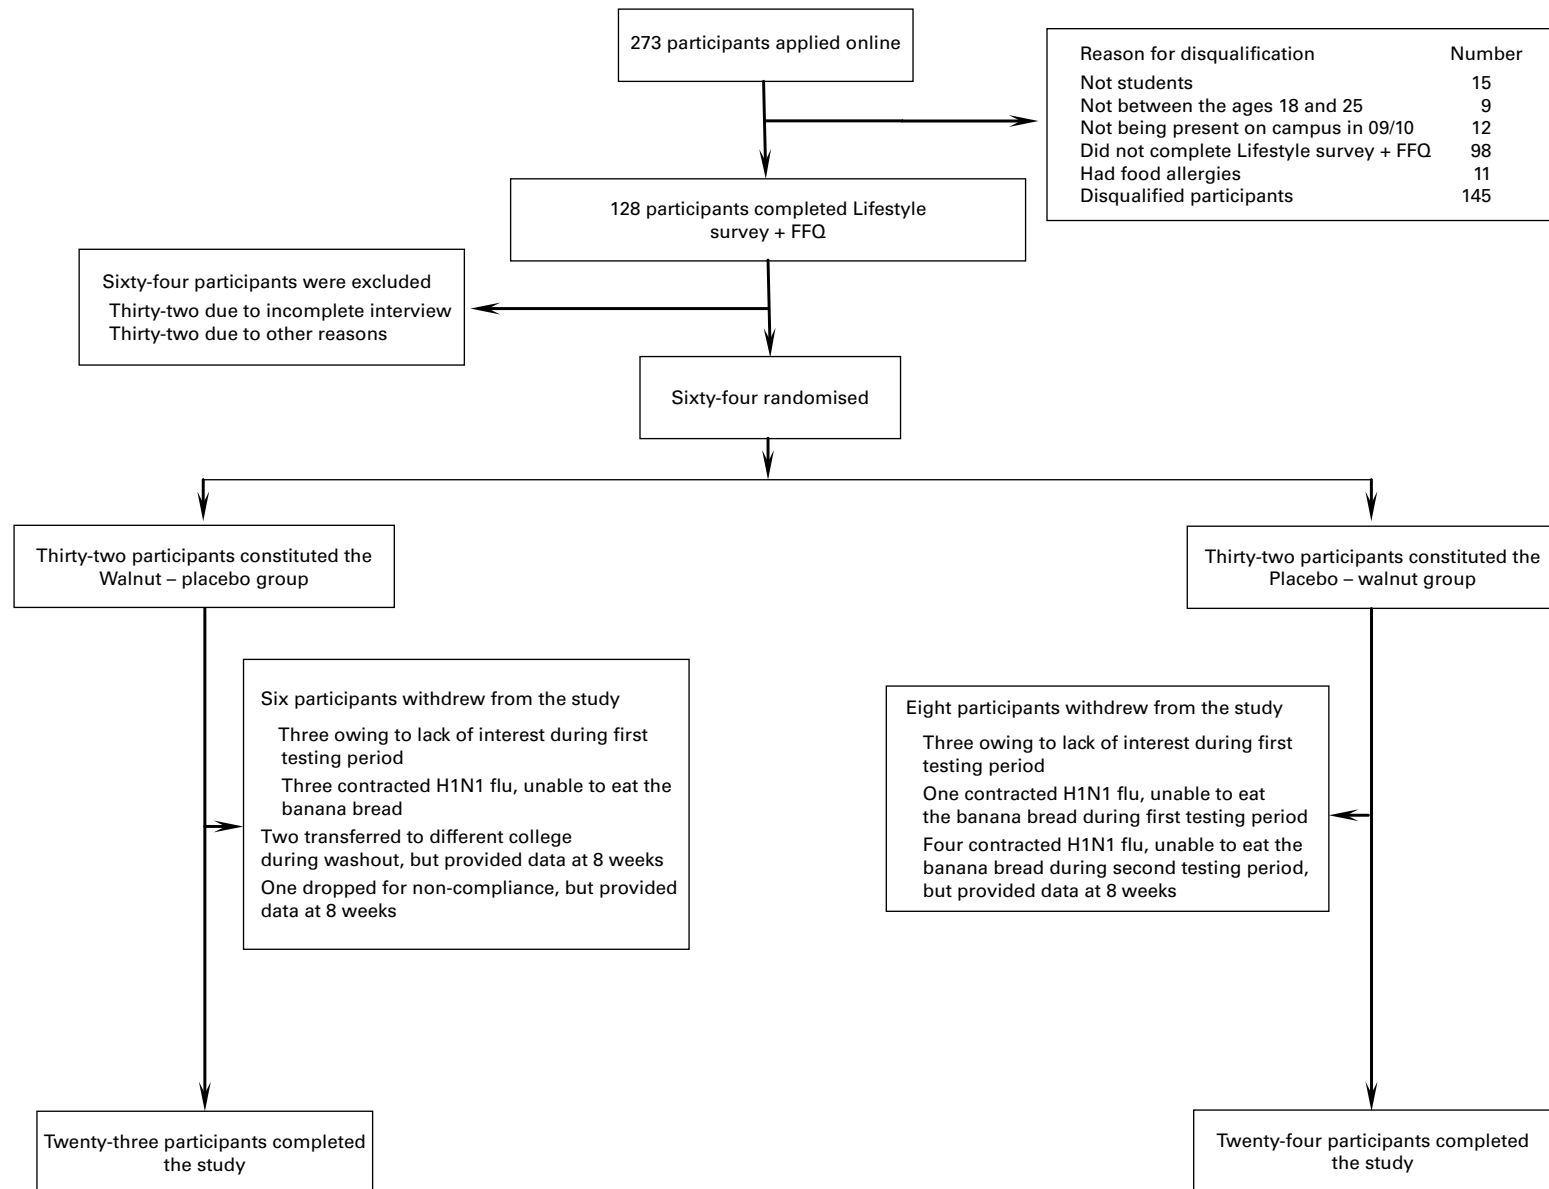 273 participants applied online
Reason for disqualification Number
Not students 15
Not between the ages 18 and 25 9
Not being present on campus in 09/10 12
Did not complete Lifestyle survey + FFQ 98
Had food allergies 11
Disqualified participants 145
128 participants completed Lifestyle
survey + FFQ
Sixty-four participants were excluded
Thirty-two due to incomplete interview
Thirty-two due to other reasons
Sixty-four randomised
Thirty-two participants constituted the
Walnut – placebo group
Thirty-two participants constituted the
Placebo – walnut group
Six participants withdrew from the study
Three owing to lack of interest during first
testing period
Three contracted H1N1 flu, unable to eat the
banana bread
Two transferred to different college
during washout, but provided data at 8 weeks
One dropped for non-compliance, but provided
data at 8 weeks
Eight participants withdrew from the study
Three owing to lack of interest during first
testing period
One contracted H1N1 flu, unable to eat
the banana bread during first testing period
Four contracted H1N1 flu, unable to eat the
banana bread during second testing period,
but provided data at 8 weeks
Twenty-three participants completed
the study
Twenty-four participants completed
the study